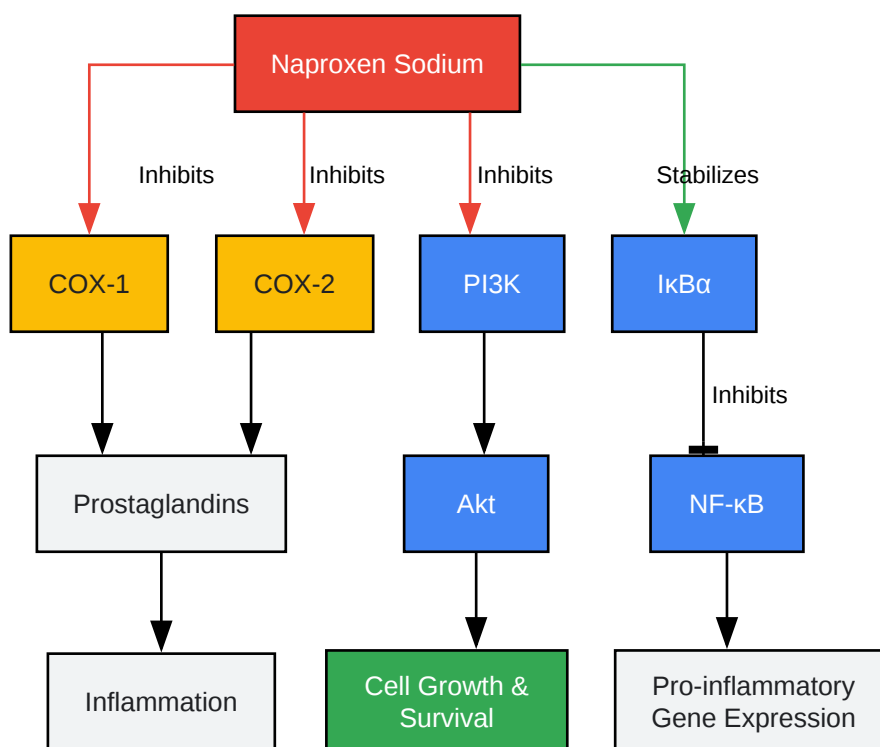 Naproxen Sodium
Inhibits
Inhibits
Inhibits
Stabilizes
COX-1
COX-2
PI3K
IκBα
Inhibits
Prostaglandins
Akt
NF-κB
Inflammation
Cell Growth &
Survival
Pro-inflammatory
Gene Expression